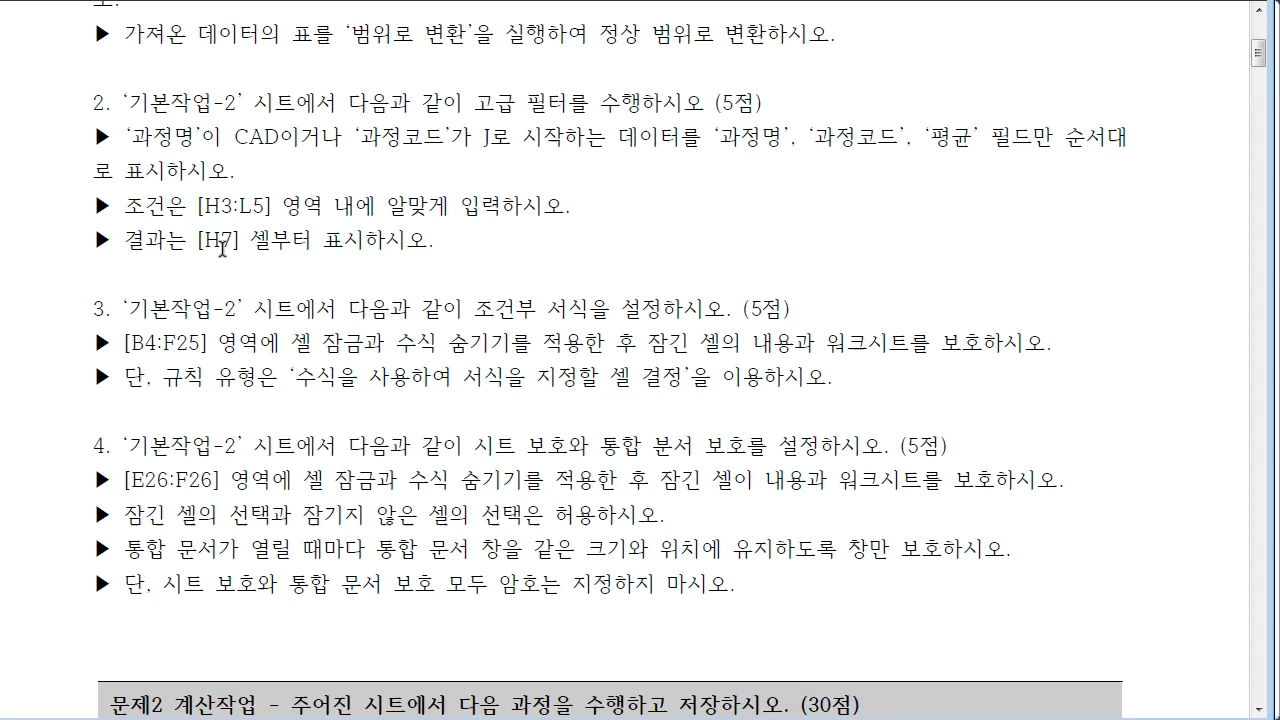 오.
▶ 가져온 데이터의 표를 ‘범위로 변환’을 실행하여 정상 범위로 변환하시오.
2. ‘기본작업-2’ 시트에서 다음과 같이 고급 필터를 수행하시오 (5점)
▶ ‘과정명’이 CAD이거나 ‘과정코드’가 J로 시작하는 데이터를 ‘과정명’, ‘과정코드’, ‘평균’ 필드만 순서대
로 표시하시오.
▶ 조건은 [H3:L5] 영역 내에 알맞게 입력하시오.
▶ 결과는 [H7] 셀부터 표시하시오.
3. ‘기본작업-2’ 시트에서 다음과 같이 조건부 서식을 설정하시오. (5점)
▶ [B4:F25] 영역에 셀 잠금과 수식 숨기기를 적용한 후 잠긴 셀의 내용과 워크시트를 보호하시오.
▶ 단, 규칙 유형은 ‘수식을 사용하여 서식을 지정할 셀 결정’을 이용하시오.
4. ‘기본작업-2’ 시트에서 다음과 같이 시트 보호와 통합 분서 보호를 설정하시오. (5점)
▶ [E26:F26] 영역에 셀 잠금과 수식 숨기기를 적용한 후 잠긴 셀이 내용과 워크시트를 보호하시오.
▶ 잠긴 셀의 선택과 잠기지 않은 셀의 선택은 허용하시오.
▶ 통합 문서가 열릴 때마다 통합 문서 창을 같은 크기와 위치에 유지하도록 창만 보호하시오.
▶ 단, 시트 보호와 통합 문서 보호 모두 암호는 지정하지 마시오.
문제2 계산작업 - 주어진 시트에서 다음 과정을 수행하고 저장하시오. (30점)